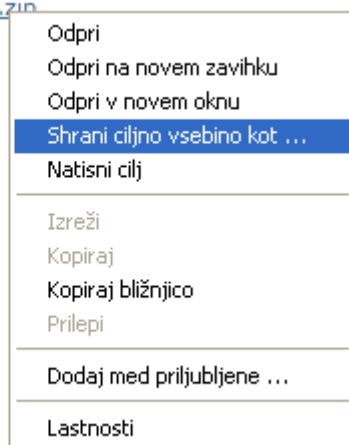 .zip
Odpri
Odpri na novem zavihku
Odpri v novem oknu
Shrani ciljno vsebino kot ...
Natisni cilj
Izreži
Kopiraj
Kopiraj bližnjico
Prilepi
Dodaj med priljubljene ...
Lastnosti